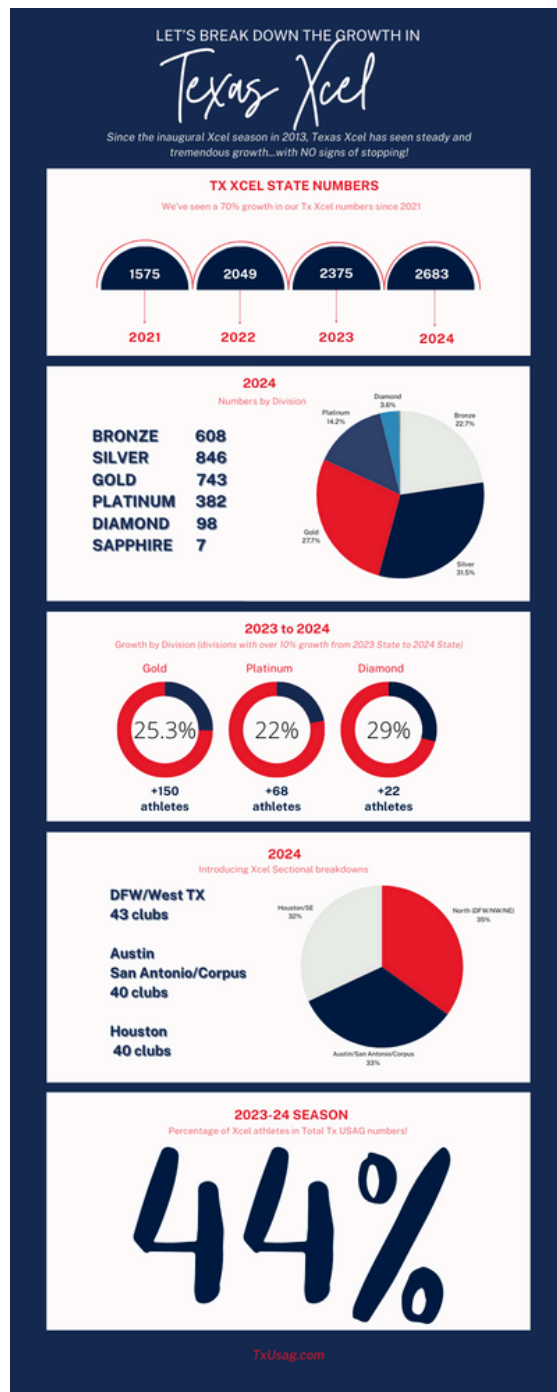 LET'S BREAK DOWN THE GROWTH IN
Texas Xcel
Since the inaugural Xcel season in 2013, Texas Xcel has seen steady and
tremendous growth...with NO signs of stopping!
TX XCEL STATE NUMBERS
We've seen a 70% growth in our Tx Xcel numbers since 2021
1575 2049 2375 2683
2021 2022 2023 2024
2024
Numbers by Division
BRONZE 608
SILVER 846
GOLD 743
PLATINUM 382
DIAMOND 98
SAPPHIRE 7
Diamond
3.6%
Platinum
14.2%
Bronze
22.7%
Gold
27.7%
Silver
31.5%
2023 to 2024
Growth by Division (divisions with over 10% growth from 2023 State to 2024 State)
Gold Platinum Diamond
25.3% 22% 29%
+150 +68 +22
athletes athletes athletes
2024
Introducing Xcel Sectional breakdowns
DFW/West TX
43 clubs
Austin
San Antonio/Corpus
40 clubs
Houston
40 clubs
Houston/SE
32%
North (DFW/NW/NE)
35%
Austin/San Antonio/Corpus
33%
2023-24 SEASON
Percentage of Xcel athletes in Total Tx USAG numbers!
44%
TxUsag.com